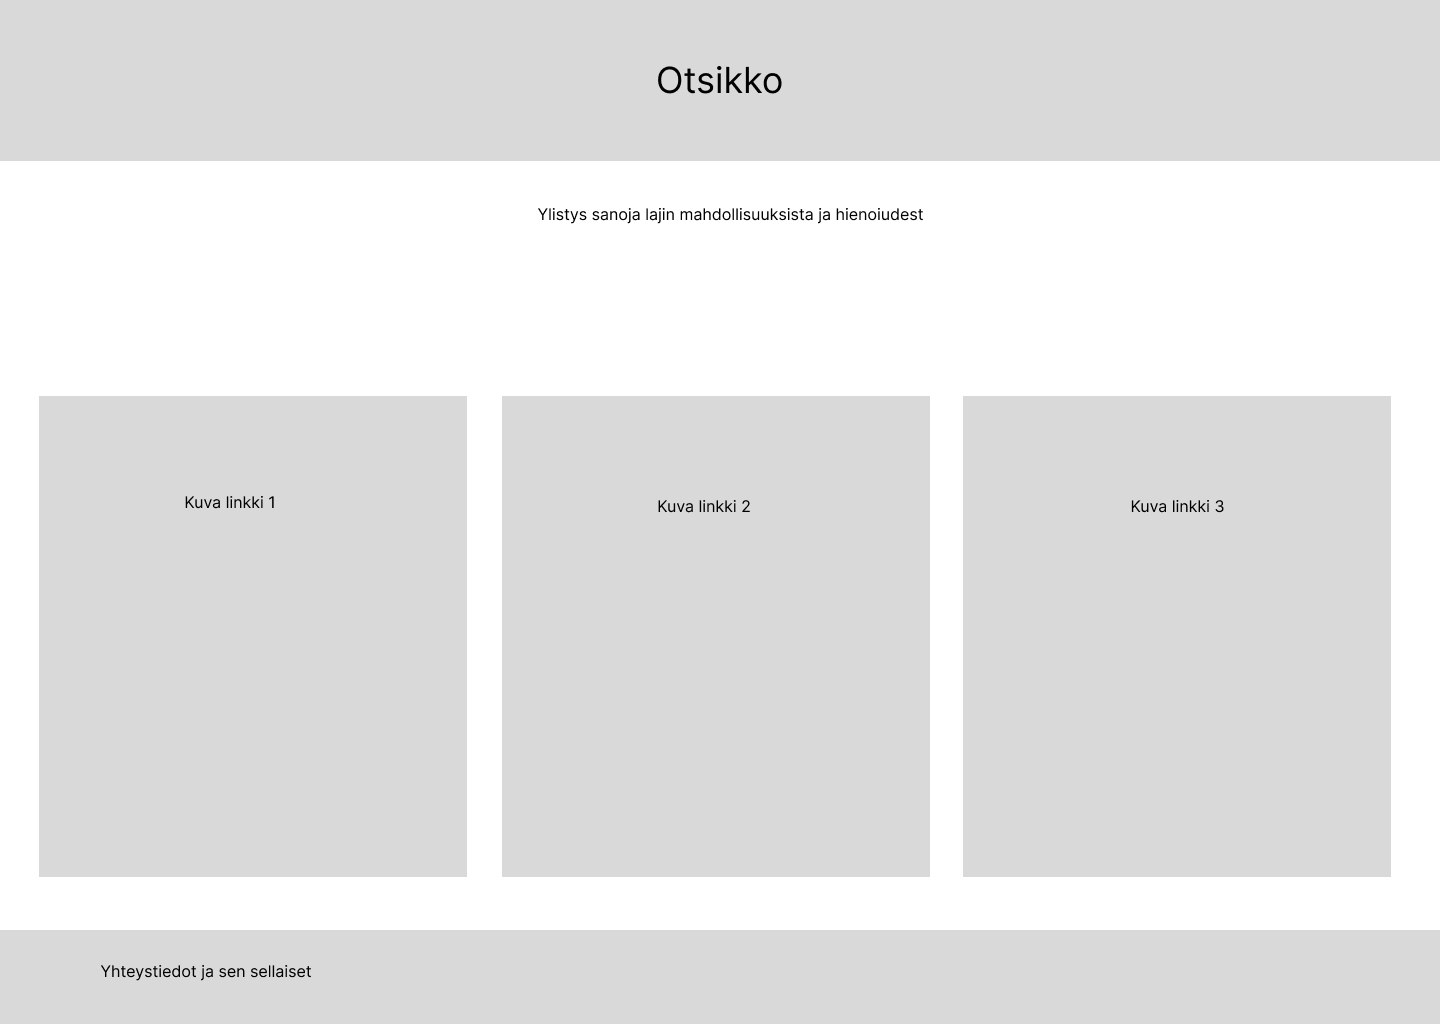 Otsikko
Ylistys sanoja lajin mahdollisuuksista ja hienoiudest
Kuva linkki 1
Kuva linkki 2
Kuva linkki 3
Yhteystiedot ja sen sellaiset